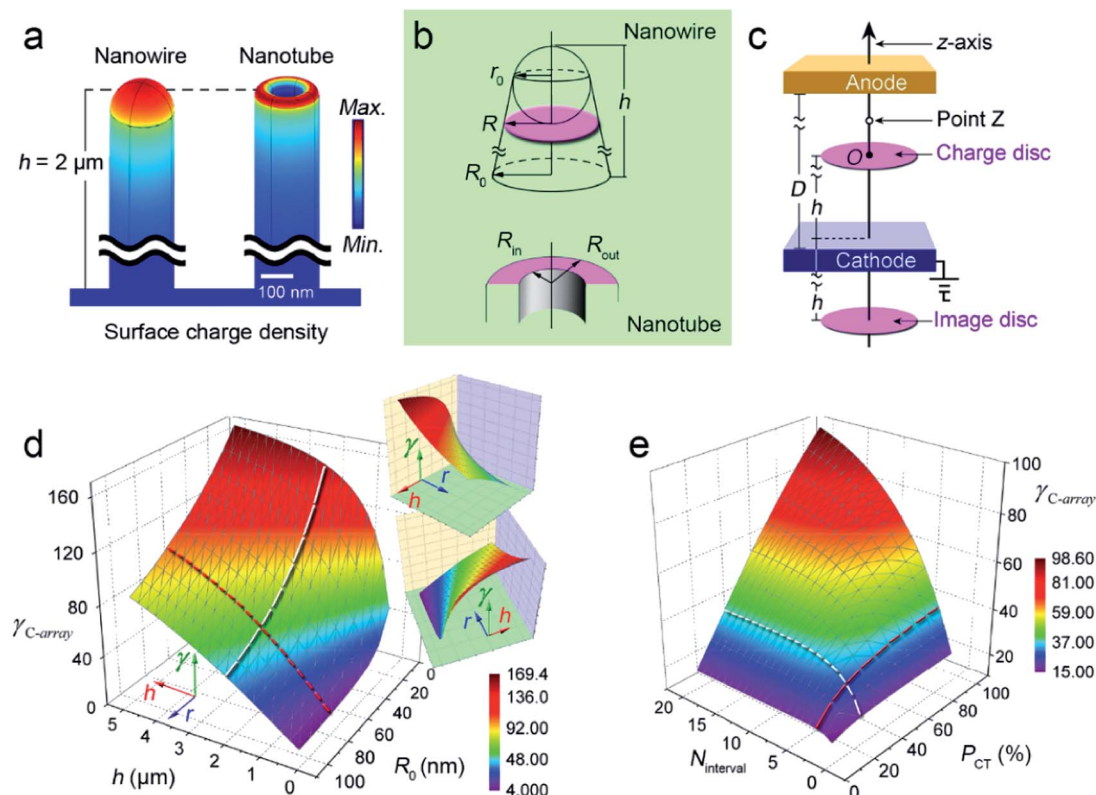 a
Nanowire
Nanotube
h = 2 μm
Max.
Min.
100 nm
Surface charge density
b
Nanowire
r0
h
R
R0
Rin
Rout
Nanotube
c
z-axis
Anode
Point Z
O
Charge disc
D
h
Cathode
h
Image disc
d
γC-array
160
120
80
40
0
γ
h
r
5
4
3
2
1
0
h (μm)
100
80
60
40
20
0
R0 (nm)
γ
h
r
γ
r
h
169.4
136.0
92.00
48.00
4.000
e
100
γC-array
80
60
40
20
98.60
81.00
59.00
37.00
15.00
20
15
10
5
0
Ninterval
0
20
40
60
80
100
PCT (%)